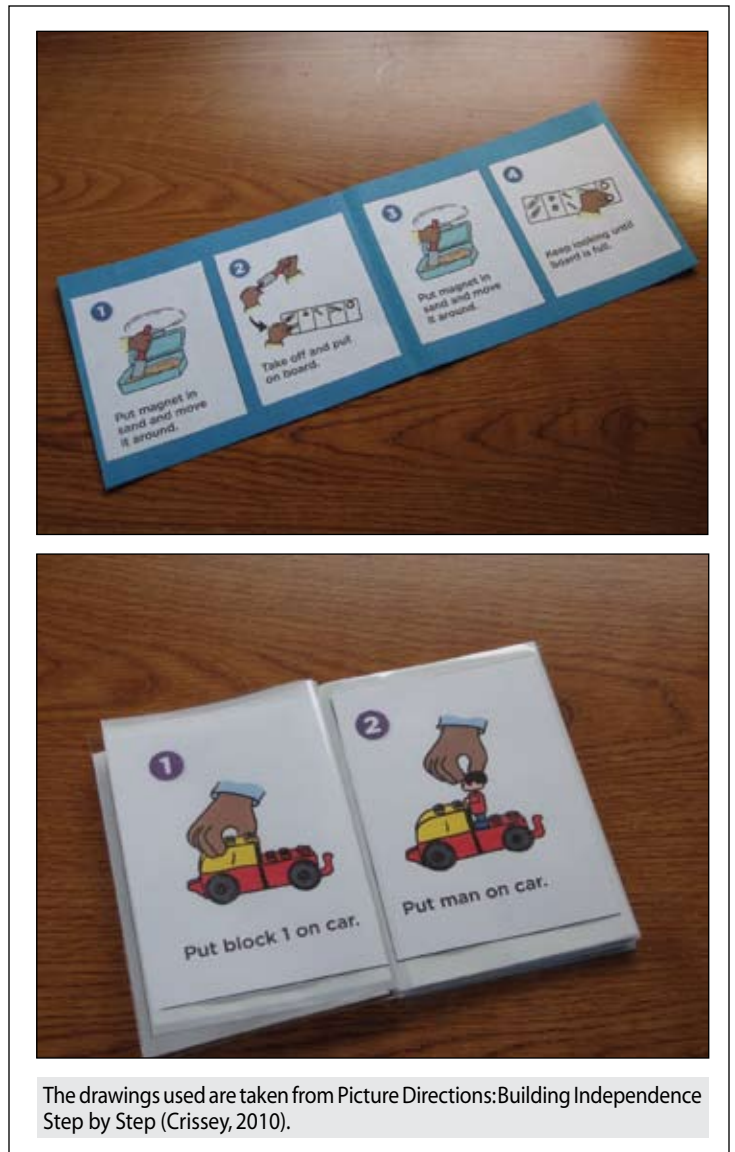 1
Put magnet in
sand and move
it around.
2
Take off and put
on board.
3
Put magnet in
sand and move
it around.
4
Keep looking until
board is full.
1
Put block 1 on car.
2
Put man on car.
The drawings used are taken from Picture Directions: Building Independence
Step by Step (Crissey, 2010).